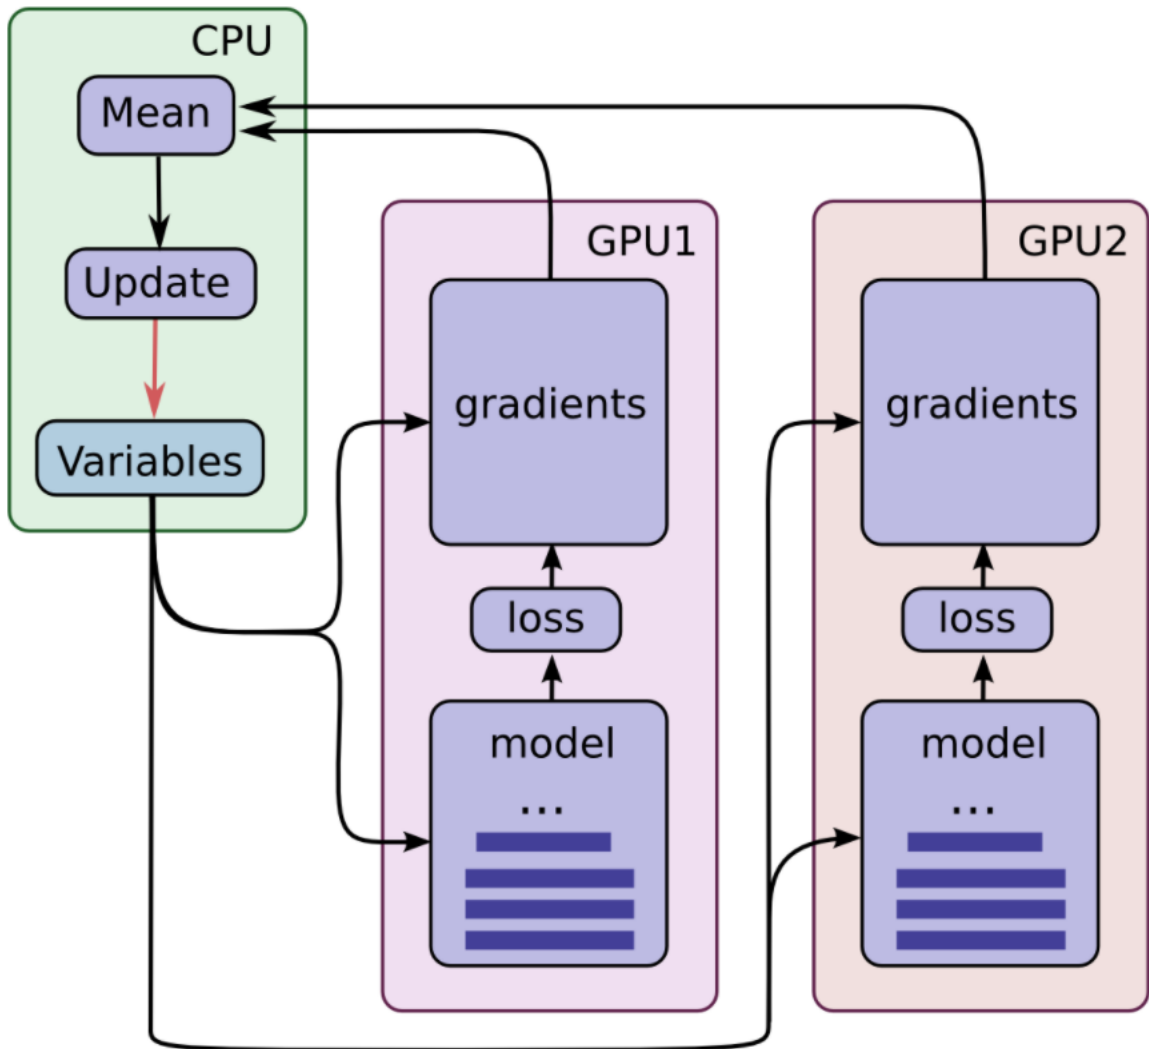 CPU
Mean
Update
Variables
GPU1
gradients
loss
model
...
GPU2
gradients
loss
model
...